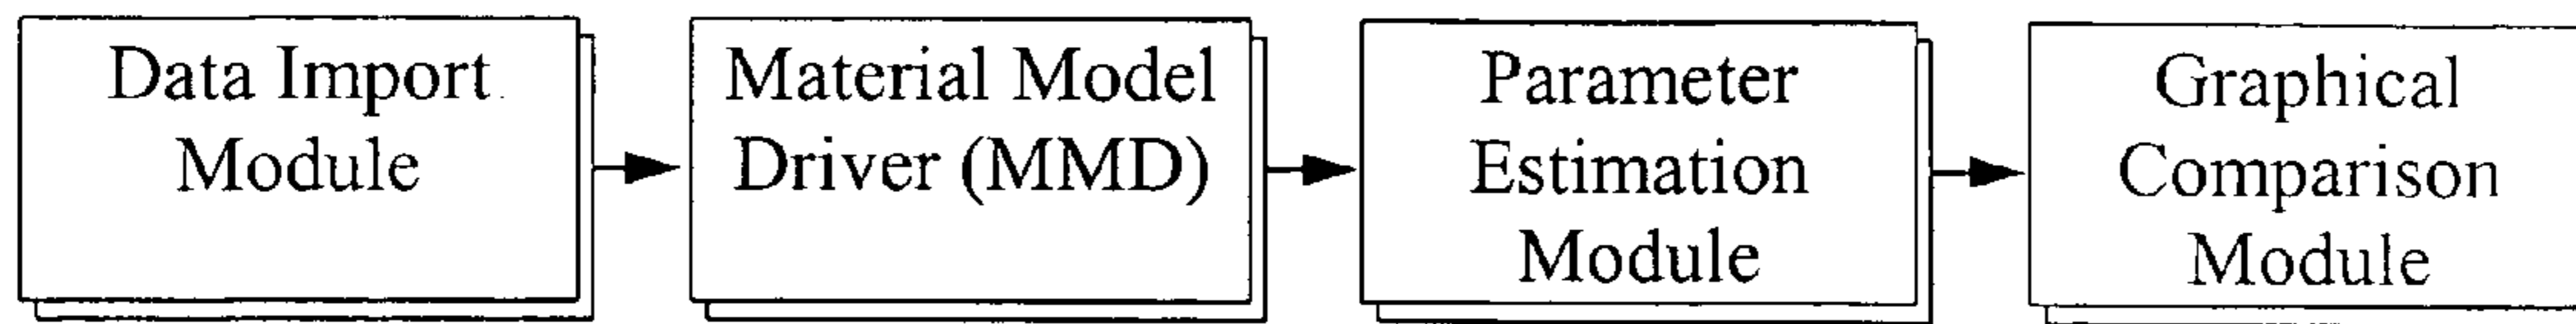 Data Import
Module
Material Model
Driver (MMD)
Parameter
Estimation
Module
Graphical
Comparison
Module